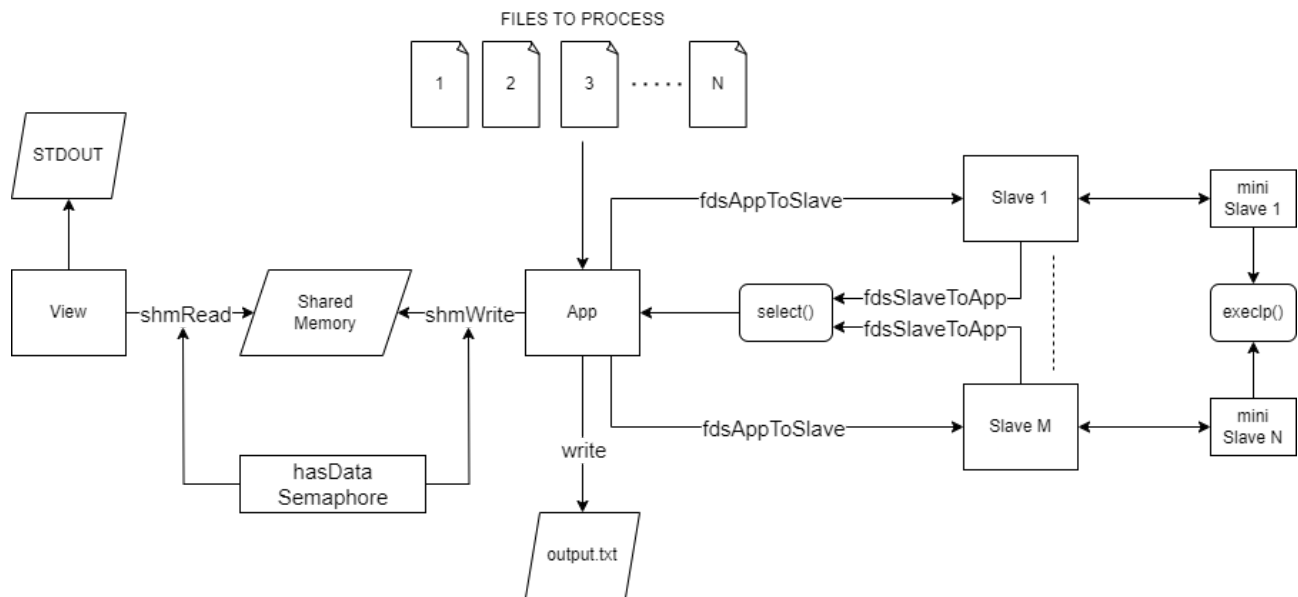 FILES TO PROCESS
1
2
3
N
STDOUT
fdsAppToSlave
Slave 1
mini
Slave 1
View
shmRead
Shared
Memory
shmWrite
App
select()
fdsSlaveToApp
fdsSlaveToApp
execlp()
fdsAppToSlave
Slave M
mini
Slave N
write
hasData
Semaphore
output.txt